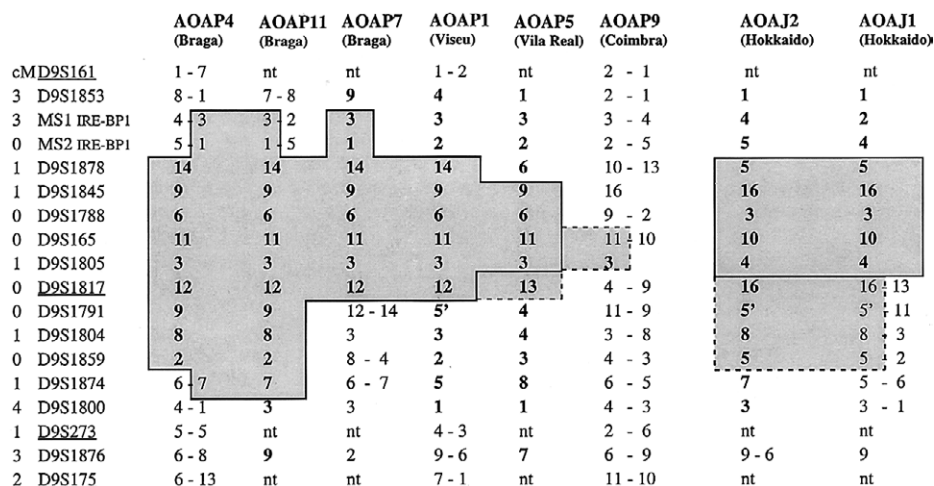 AOAP4 AOAP11 AOAP7 AOAP1 AOAP5 AOAP9 AOAJ2 AOAJ1
(Braga) (Braga) (Braga) (Viseu) (Vila Real) (Coimbra) (Hokkaido) (Hokkaido)
cM D9S161 1 - 7 nt nt 1 - 2 nt 2 - 1 nt nt
3 D9S1853 8 - 1 7 - 8 9 4 1 2 - 1 1 1
3 MS1 IRE-BP1 4 - 3 3 - 2 3 3 3 3 - 4 4 2
0 MS2 IRE-BP1 5 - 1 1 - 5 1 2 2 2 - 5 5 4
1 D9S1878 14 14 14 14 6 10 - 13 5 5
1 D9S1845 9 9 9 9 9 16 16 16
0 D9S1788 6 6 6 6 6 9 - 2 3 3
0 D9S165 11 11 11 11 11 11 - 10 10 10
1 D9S1805 3 3 3 3 3 3 4 4
0 D9S1817 12 12 12 12 13 4 - 9 16 16 - 13
0 D9S1791 9 9 12 - 14 5' 4 11 - 9 5' 5' - 11
1 D9S1804 8 8 3 3 4 3 - 8 8 8 - 3
0 D9S1859 2 2 8 - 4 2 3 4 - 3 5 5 - 2
1 D9S1874 6 - 7 7 6 - 7 5 8 6 - 5 7 5 - 6
4 D9S1800 4 - 1 3 3 1 1 4 - 3 3 3 - 1
1 D9S273 5 - 5 nt nt 4 - 3 nt 2 - 6 nt nt
3 D9S1876 6 - 8 9 2 9 - 6 7 6 - 9 9 - 6 9
2 D9S175 6 - 13 nt nt 7 - 1 nt 11 - 10 nt nt